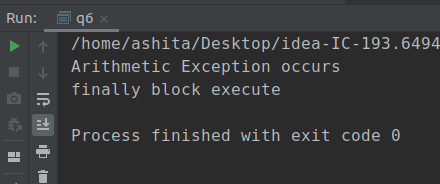 Run: q6
/home/ashita/Desktop/idea-IC-193.6494
Arithmetic Exception occurs
finally block execute
Process finished with exit code 0